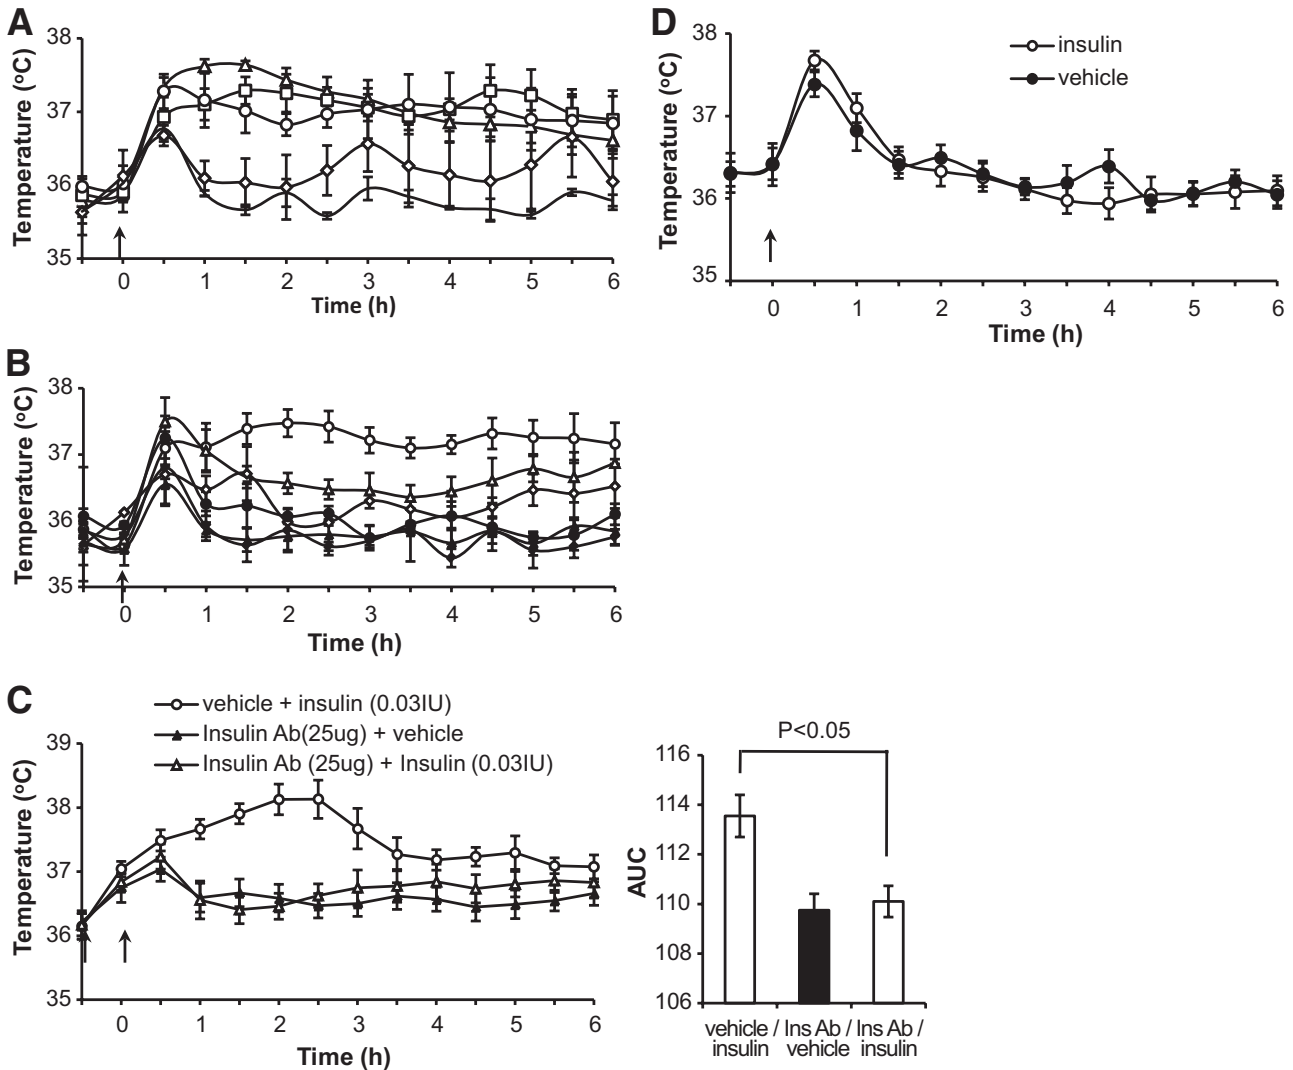 A
38
37
36
35
Temperature (°C)
0 1 2 3 4 5 6
Time (h)
B
38
37
36
35
Temperature (°C)
0 1 2 3 4 5 6
Time (h)
C
vehicle + insulin (0.03IU)
Insulin Ab(25ug) + vehicle
Insulin Ab (25ug) + Insulin (0.03IU)
39
38
37
36
35
Temperature (°C)
0 1 2 3 4 5 6
Time (h)
P<0.05
116
114
112
110
108
106
AUC
vehicle / Ins Ab / Ins Ab /
insulin vehicle insulin
D
insulin
vehicle
38
37
36
35
Temperature (°C)
0 1 2 3 4 5 6
Time (h)